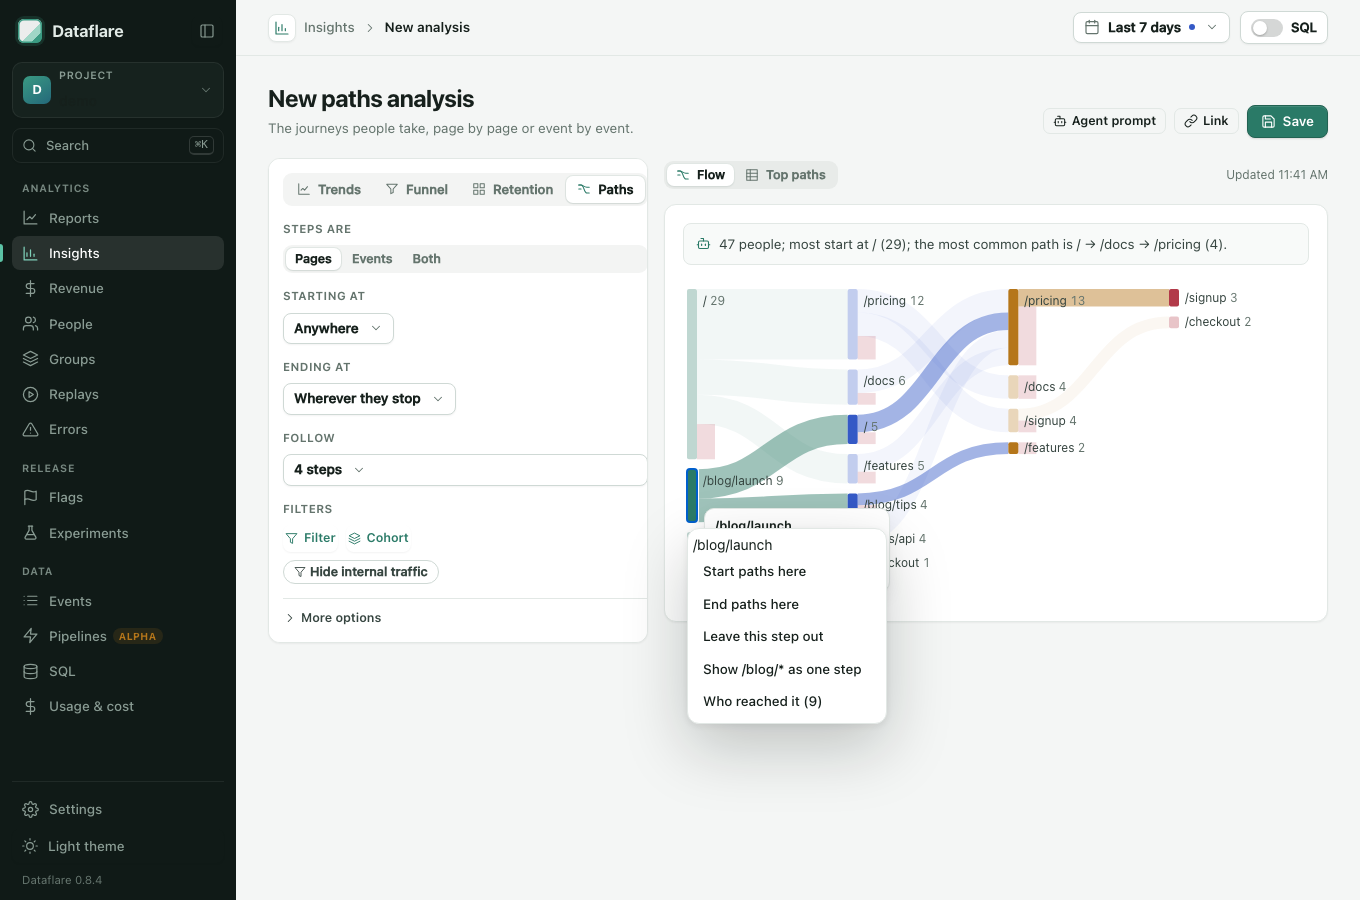 Dataflare
PROJECT
D
Search ⌘K
ANALYTICS
Reports
Insights
Revenue
People
Groups
Replays
Errors
RELEASE
Flags
Experiments
DATA
Events
Pipelines ALPHA
SQL
Usage & cost
Settings
Light theme
Dataflare 0.8.4
Insights > New analysis
Last 7 days
SQL
New paths analysis
The journeys people take, page by page or event by event.
Agent prompt
Link
Save
Trends Funnel Retention Paths
STEPS ARE
Pages Events Both
STARTING AT
Anywhere
ENDING AT
Wherever they stop
FOLLOW
4 steps
FILTERS
Filter Cohort
Hide internal traffic
More options
Flow Top paths
Updated 11:41 AM
47 people; most start at / (29); the most common path is / → /docs → /pricing (4).
/ 29
/blog/launch 9
/pricing 12
/docs 6
/ 5
/features 5
/blog/tips 4
s/api 4
ckout 1
/pricing 13
/docs 4
/signup 4
/features 2
/signup 3
/checkout 2
/blog/launch
/blog/launch
Start paths here
End paths here
Leave this step out
Show /blog/* as one step
Who reached it (9)